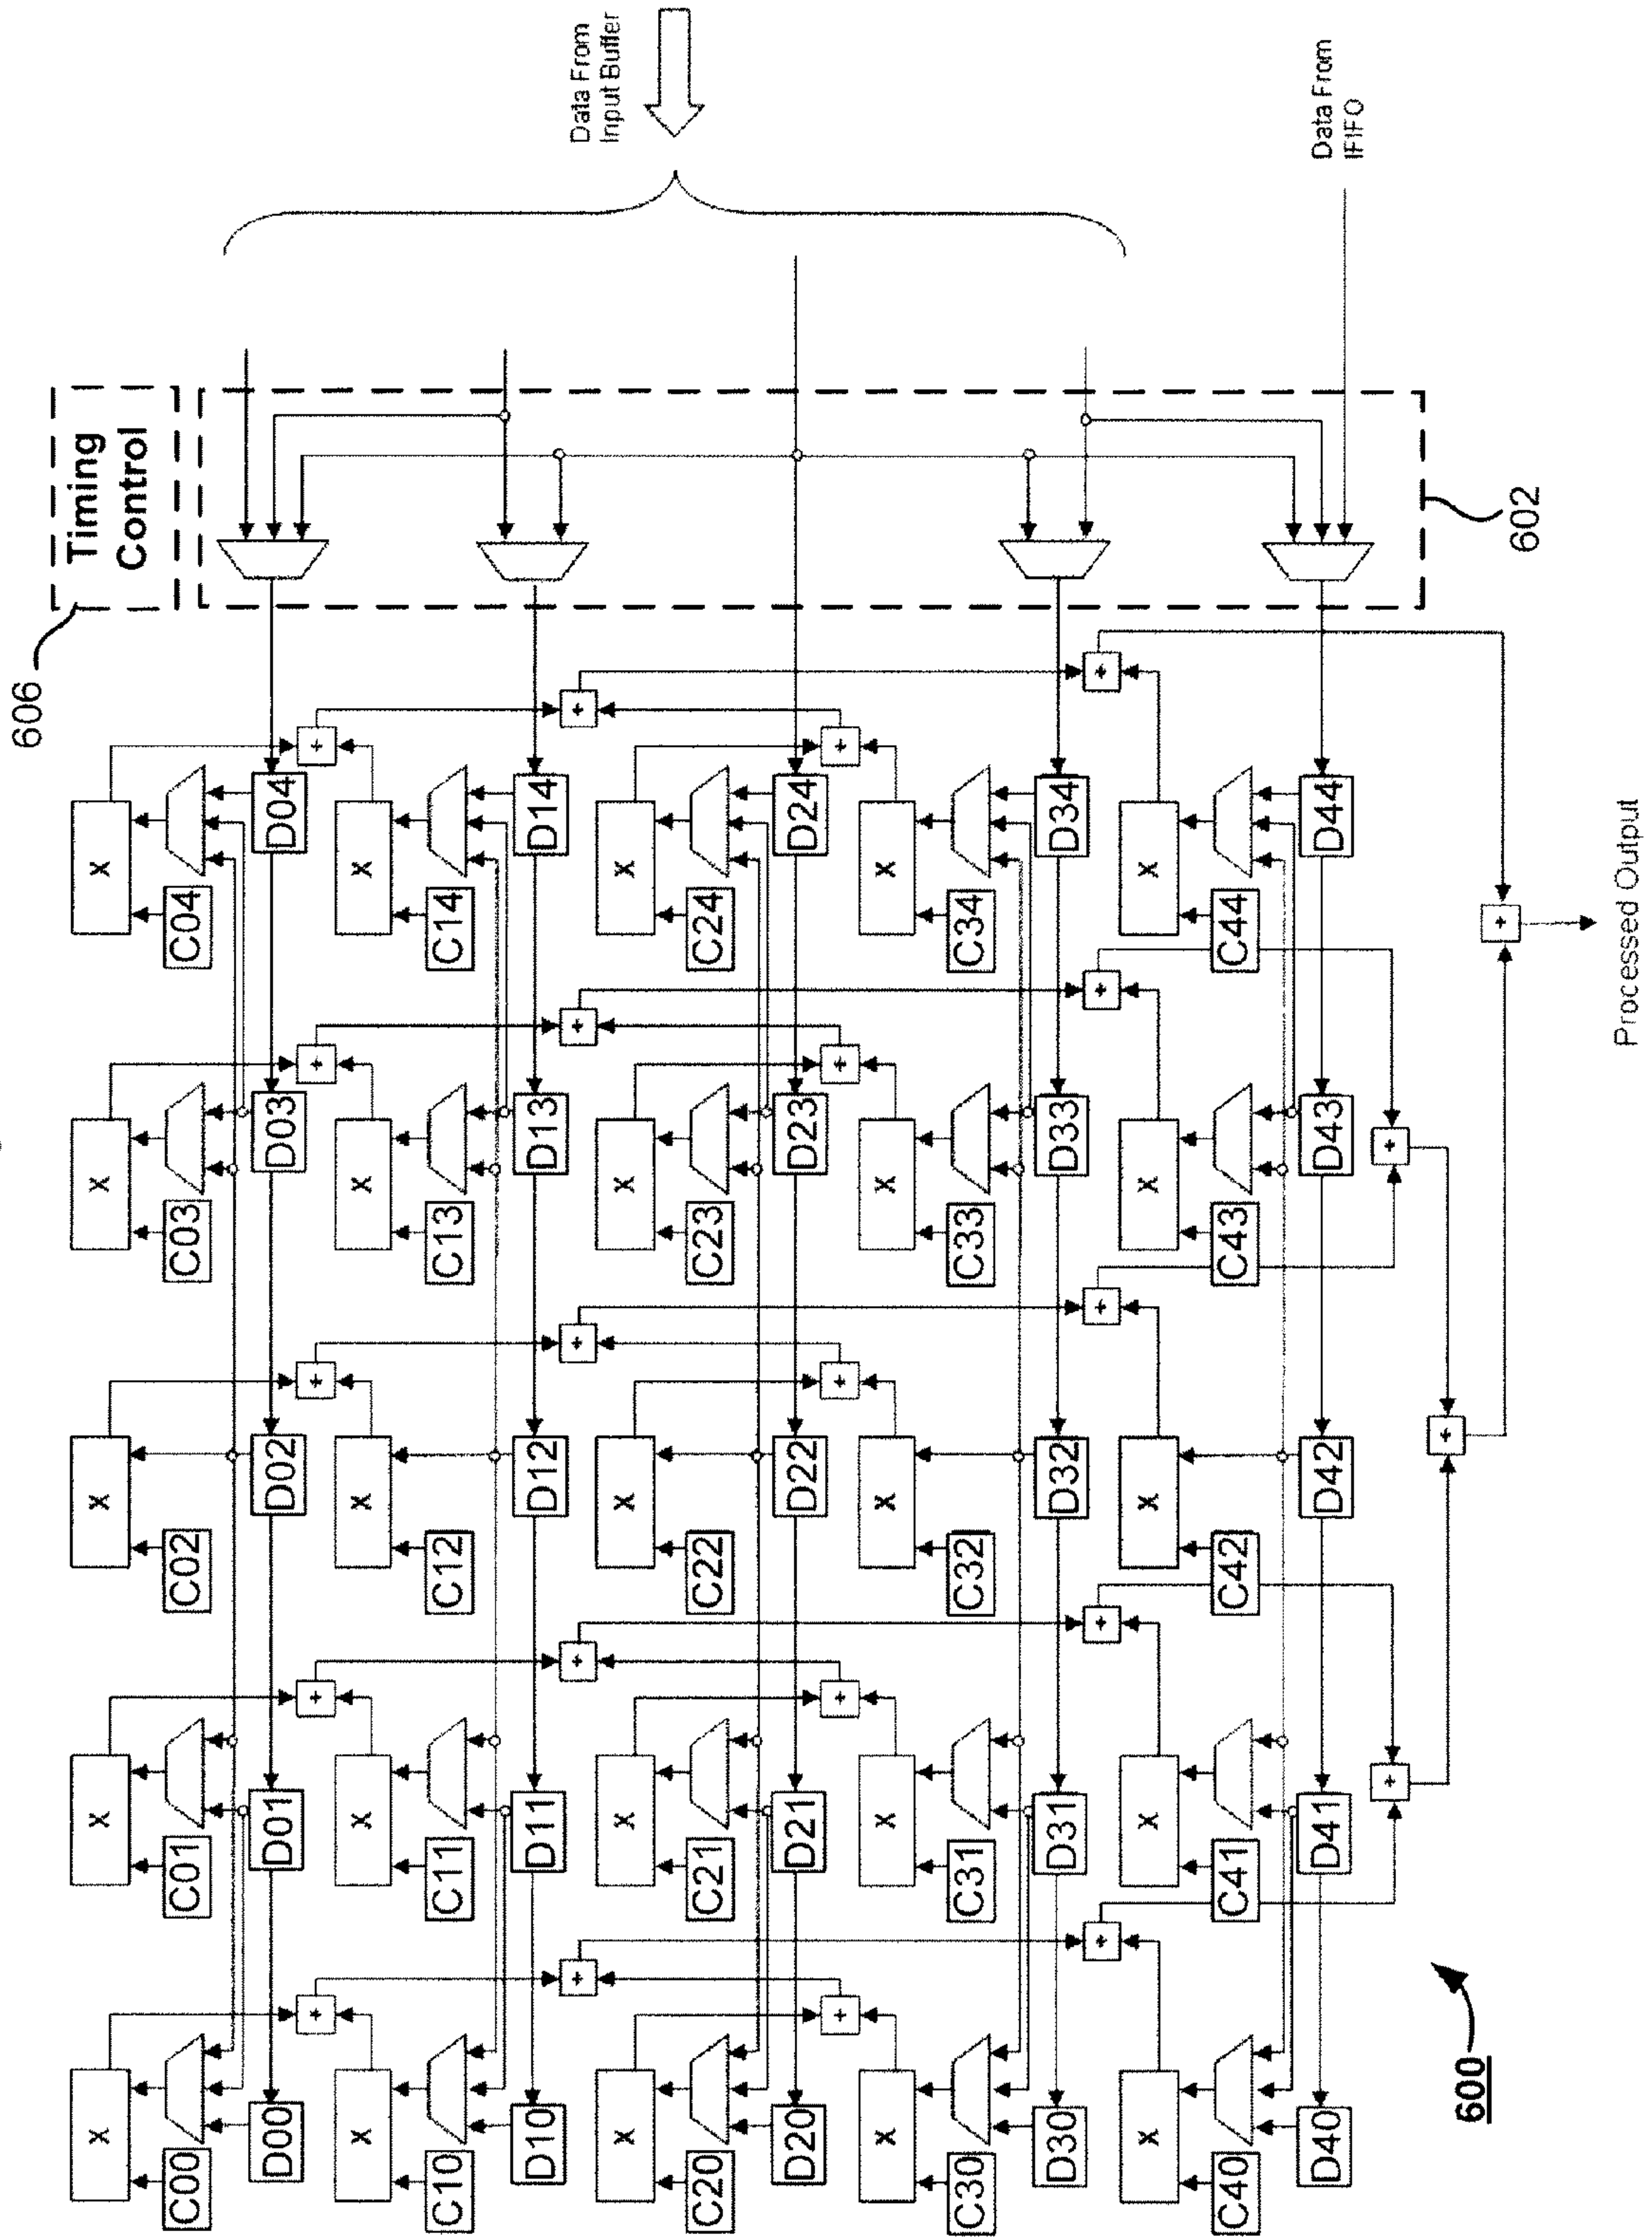 606
Timing
Control
x x x x x
C00 C01 C02 C03 C04
D00 D01 D02 D03 D04
+ + + + +
x x x x x
C10 C11 C12 C13 C14
D10 D11 D12 D13 D14
+ + + + +
Data From
Input Buffer
x x x x x
C20 C21 C22 C23 C24
D20 D21 D22 D23 D24
+ + + + +
x x x x x
C30 C31 C32 C33 C34
D30 D31 D32 D33 D34
+ + + + +
x x x x x
C40 C41 C42 C43 C44
D40 D41 D42 D43 D44
Data From
IFIFO
+ +
+
600
+
602
Processed Output